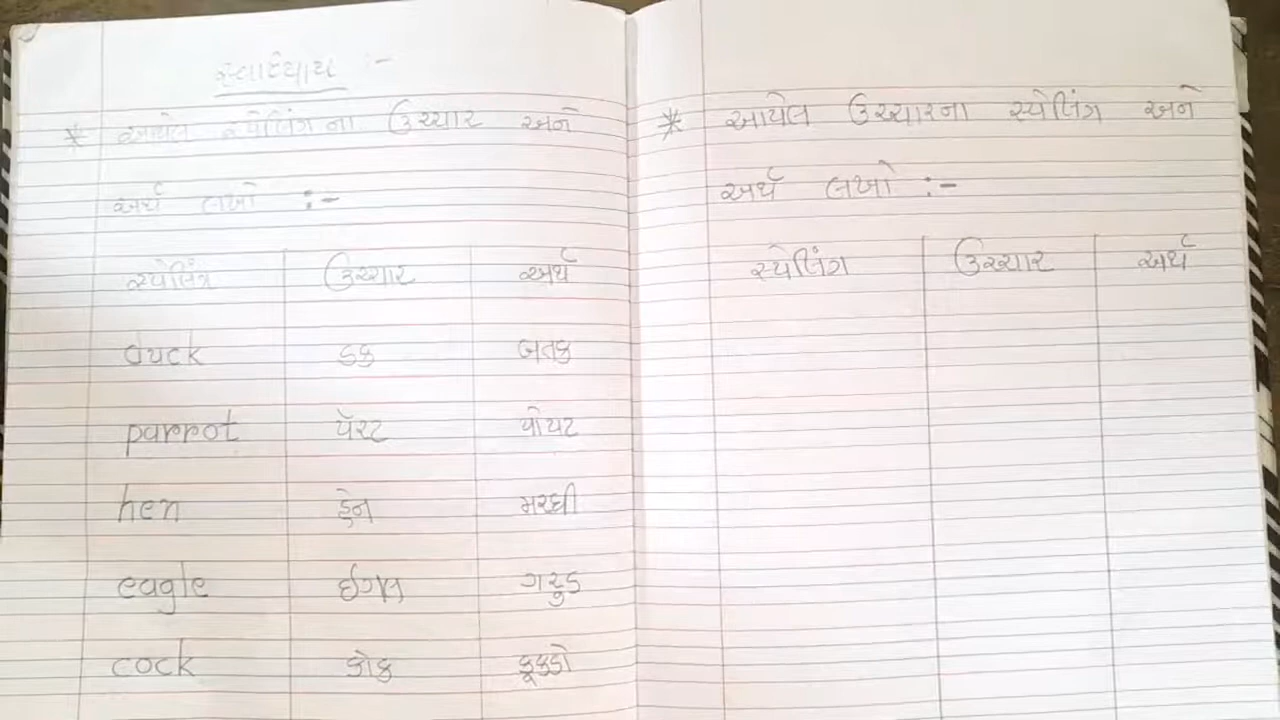 સ્વાધ્યાય :-
* આપેલ સ્પેલિંગના ઉચ્ચાર અને
અર્થ લખો :-
સ્પેલિંગ ઉચ્ચાર અર્થ
duck ડક બતક
parrot પૅરટ પોપટ
hen હેન મરઘી
eagle ઈગલ ગરુડ
cock કોક કૂકડો
* આપેલ ઉચ્ચારના સ્પેલિંગ અને
અર્થ લખો :-
સ્પેલિંગ ઉચ્ચાર અર્થ